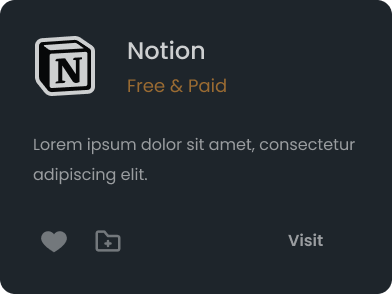 N
Notion
Free & Paid
Lorem ipsum dolor sit amet, consectetur
adipiscing elit.
Visit